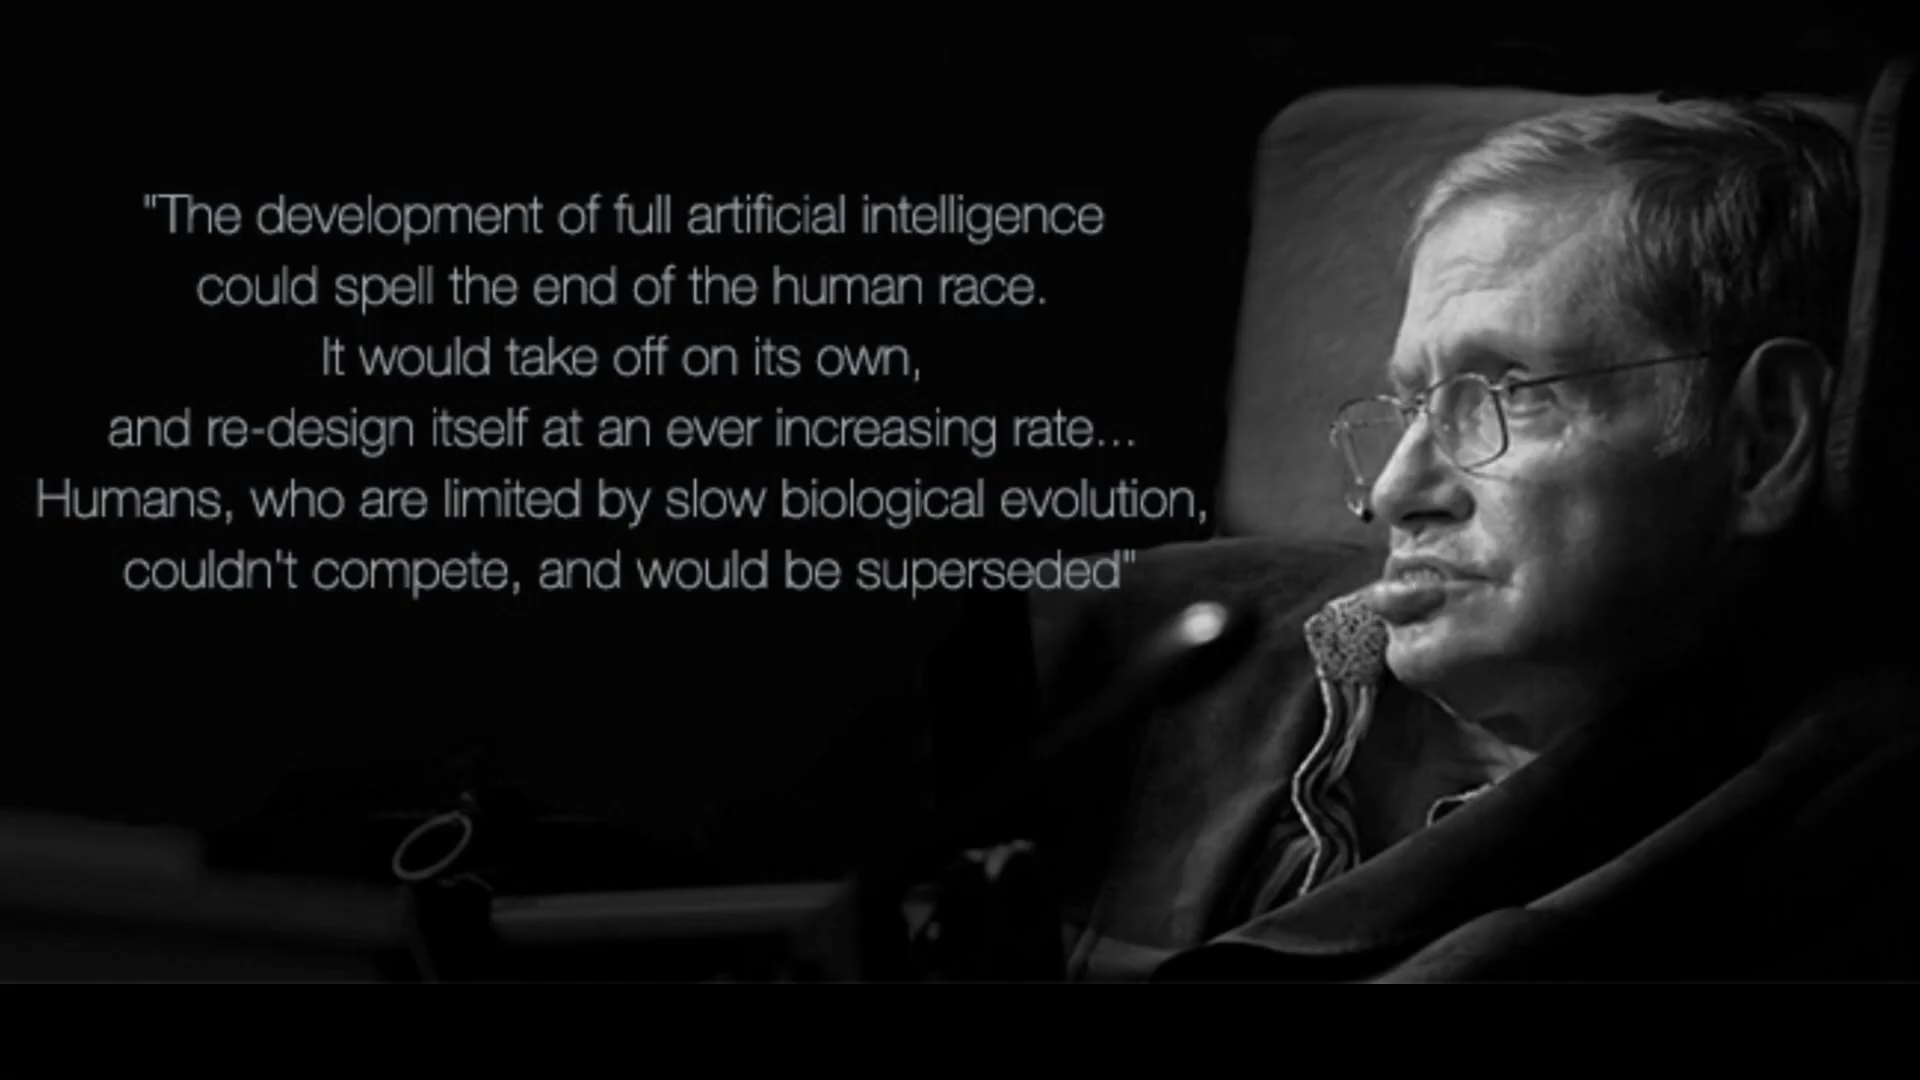 "The development of full artificial intelligence
could spell the end of the human race.
It would take off on its own,
and re-design itself at an ever increasing rate...
Humans, who are limited by slow biological evolution,
couldn't compete, and would be superseded"